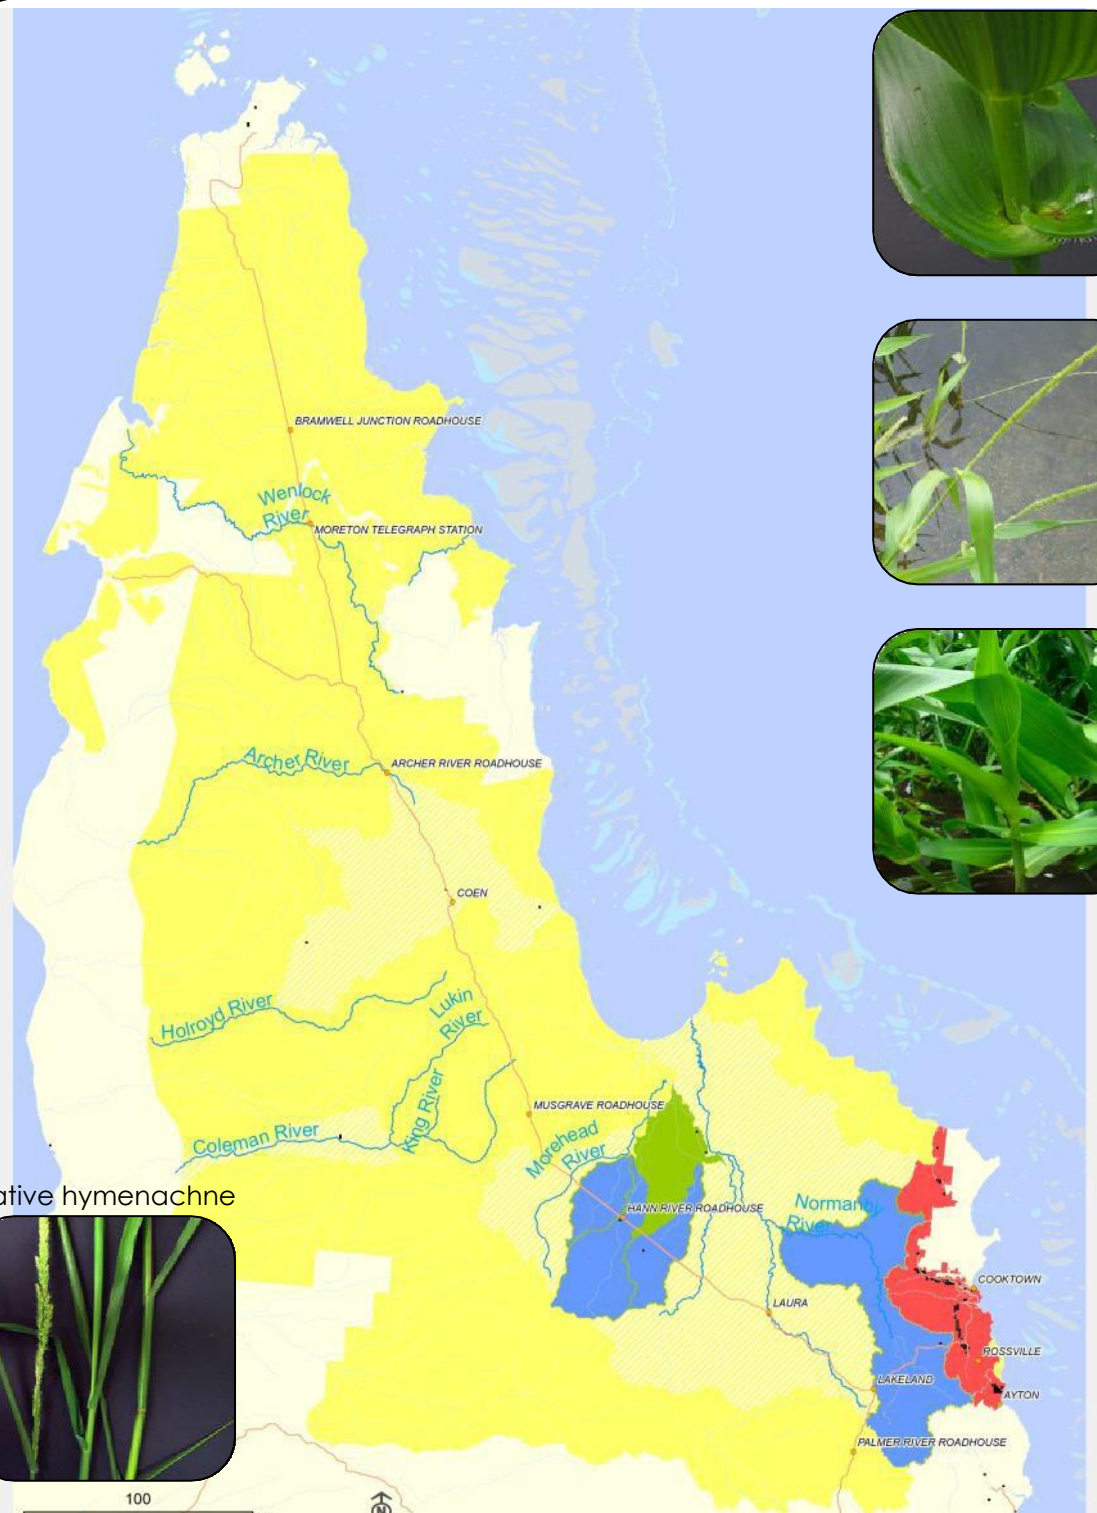 BRAMWELL JUNCTION ROADHOUSE
Wenlock
River
MORETON TELEGRAPH STATION
Archer River
ARCHER RIVER ROADHOUSE
COEN
Holroyd River
Lukin
River
King River
MUSGRAVE ROADHOUSE
Coleman River
Morehead
River
ative hymenachne
HANN RIVER ROADHOUSE
Normanby
River
COOKTOWN
LAURA
ROSSVILLE
LAKELAND
AYTON
PALMER RIVER ROADHOUSE
100
N